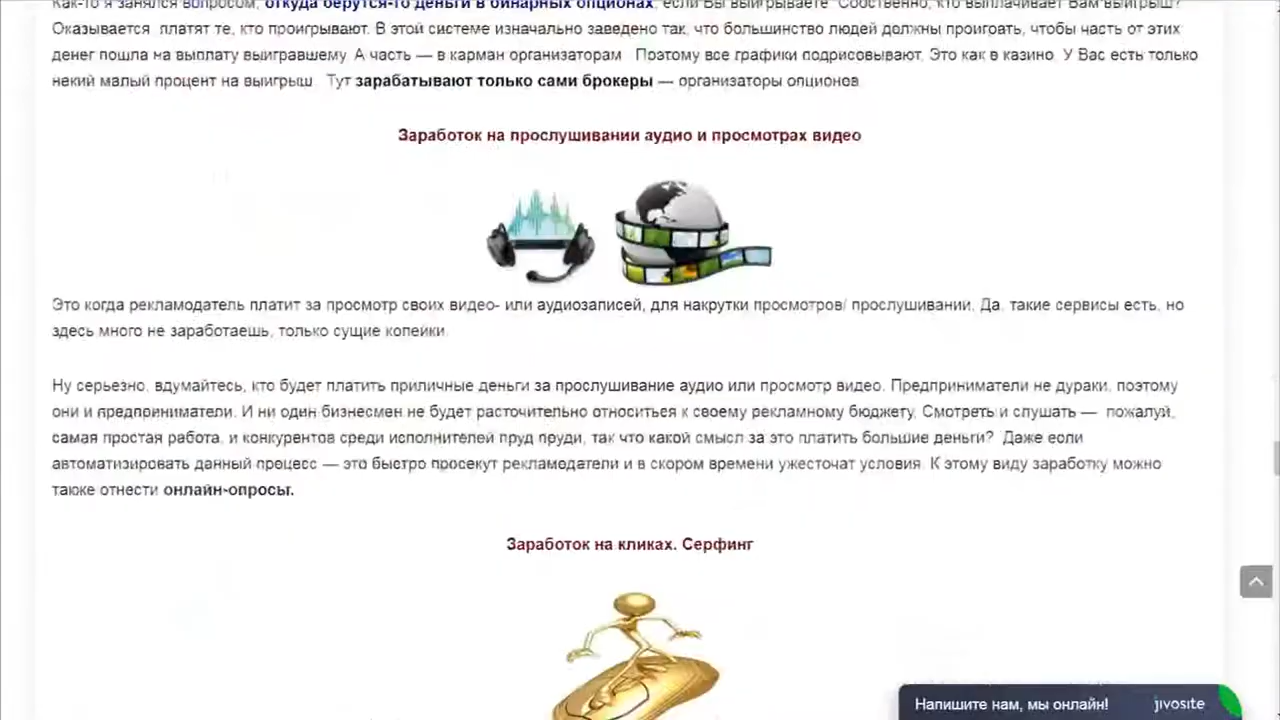 Как-то я занялся вопросом, откуда берутся-то деньги в бинарных опционах, если Вы выигрываете. Собственно, кто выплачивает Вам выигрыш?
Оказывается платят те, кто проигрывают. В этой системе изначально заведено так, что большинство людей должны проиграть, чтобы часть от этих
денег пошла на выплату выигравшему. А часть — в карман организаторам. Поэтому все графики подрисовывают. Это как в казино. У Вас есть только
некий малый процент на выигрыш. Тут зарабатывают только сами брокеры — организаторы опционов.
Заработок на прослушивании аудио и просмотрах видео
Это когда рекламодатель платит за просмотр своих видео- или аудиозаписей, для накрутки просмотров/ прослушиваний. Да, такие сервисы есть, но
здесь много не заработаешь, только сущие копейки.
Ну серьезно, вдумайтесь, кто будет платить приличные деньги за прослушивание аудио или просмотр видео. Предприниматели не дураки, поэтому
они и предприниматели. И ни один бизнесмен не будет расточительно относиться к своему рекламному бюджету. Смотреть и слушать — пожалуй,
самая простая работа, и конкурентов среди исполнителей пруд пруди, так что какой смысл за это платить большие деньги? Даже если
автоматизировать данный процесс — это быстро просекут рекламодатели и в скором времени ужесточат условия. К этому виду заработку можно
также отнести онлайн-опросы.
Заработок на кликах. Серфинг
Напишите нам, мы онлайн! jivosite